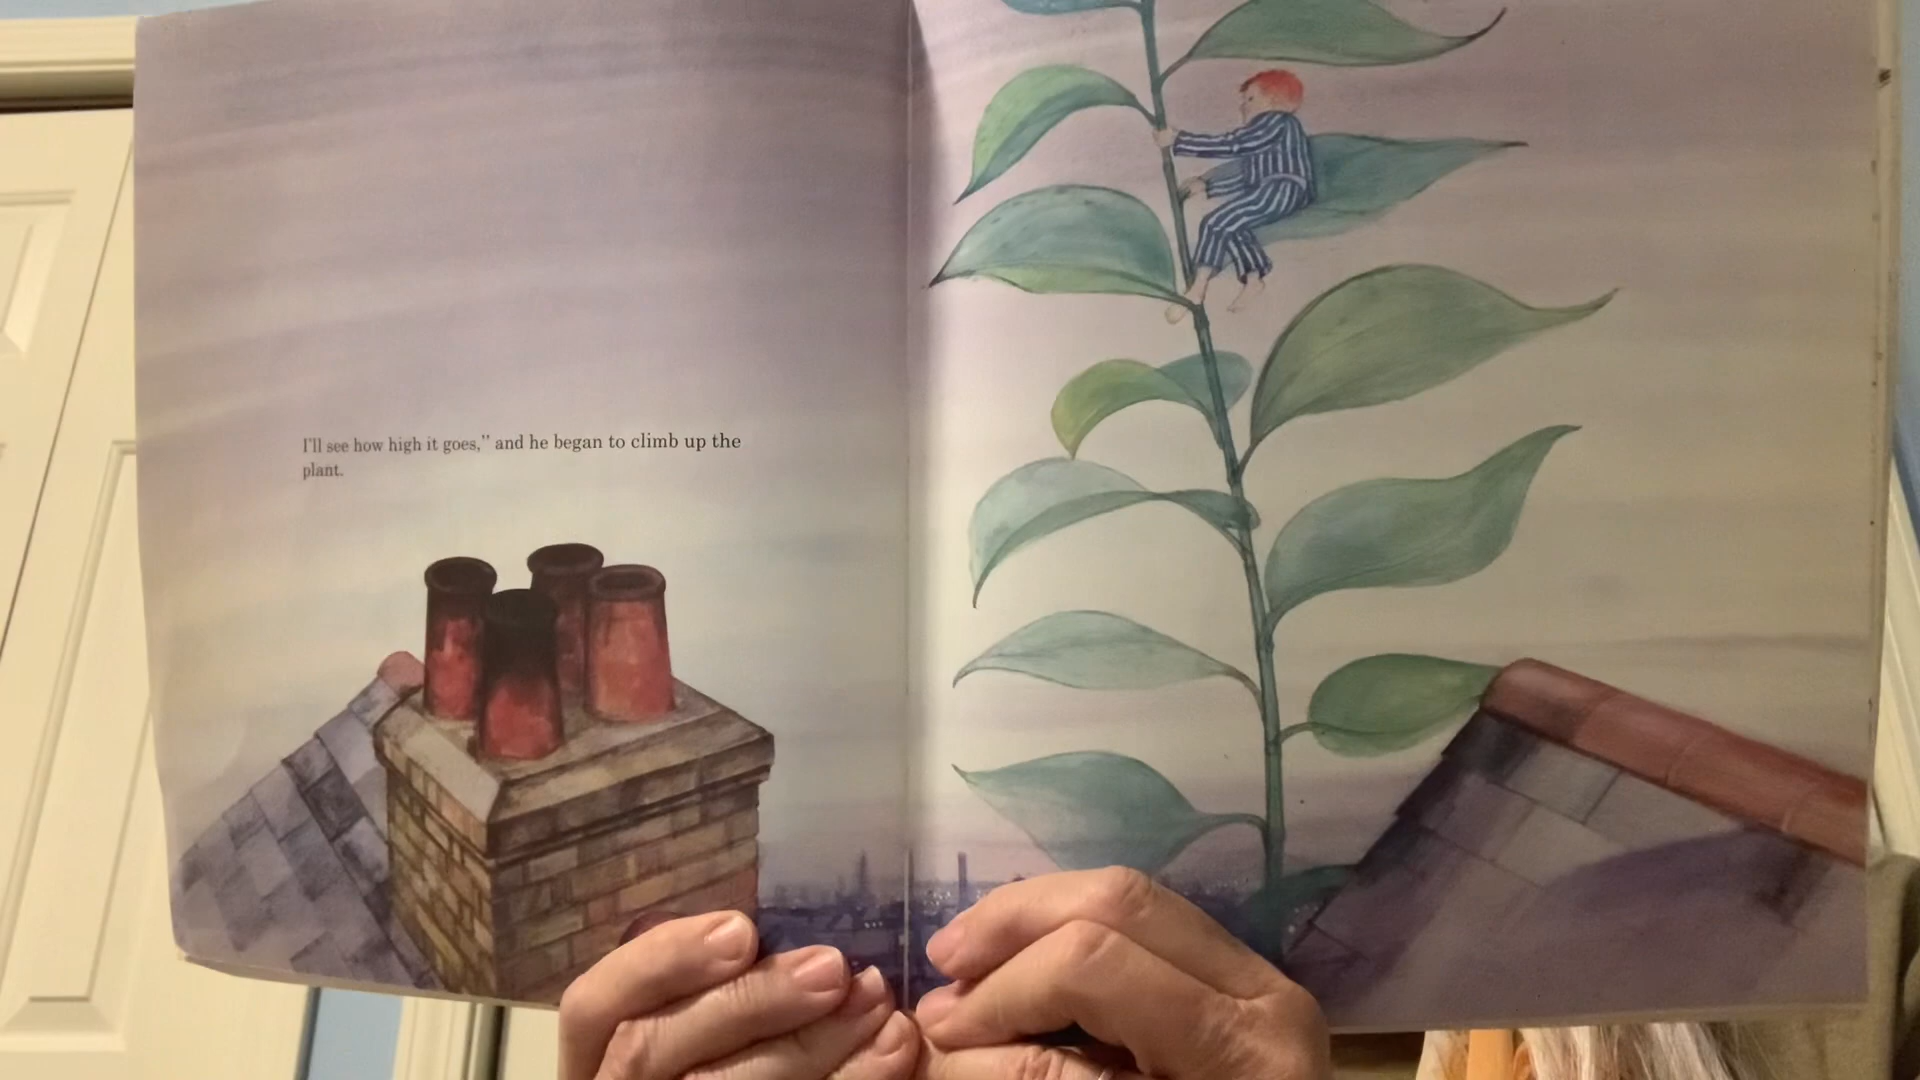 I'll see how high it goes,” and he began to climb up the
plant.